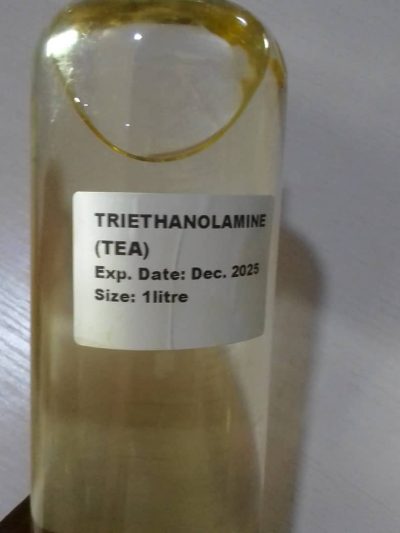 TRIETHANOLAMINE
(TEA)
Exp. Date: Dec. 2025
Size: 1litre